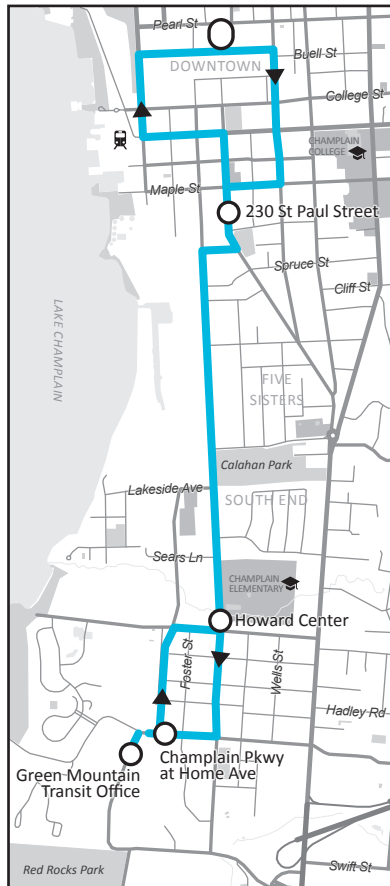 Pearl St
Buell St
DOWNTOWN
College St
CHAMPLAIN
COLLEGE
Maple St
230 St Paul Street
Spruce St
Cliff St
LAKE CHAMPLAIN
FIVE
SISTERS
Calahan Park
Lakeside Ave
SOUTH END
Sears Ln
CHAMPLAIN
ELEMENTARY
Howard Center
Foster St
Wells St
Hadley Rd
Champlain Pkwy
at Home Ave
Green Mountain
Transit Office
Red Rocks Park
Swift St